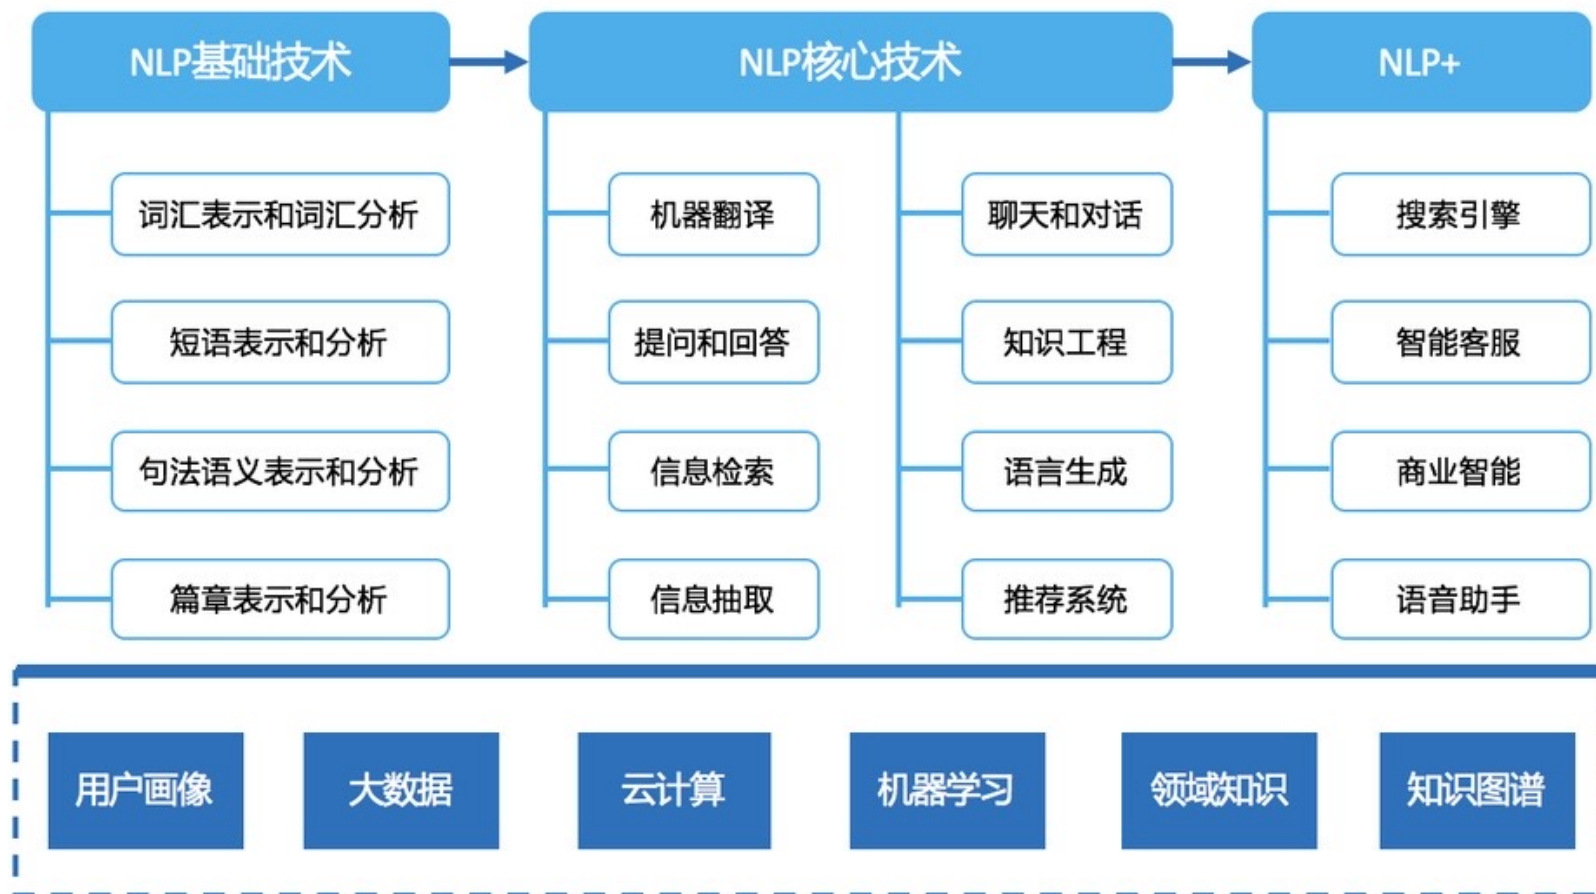 NLP基础技术
NLP核心技术
NLP+
词汇表示和词汇分析
机器翻译
聊天和对话
搜索引擎
短语表示和分析
提问和回答
知识工程
智能客服
句法语义表示和分析
信息检索
语言生成
商业智能
篇章表示和分析
信息抽取
推荐系统
语音助手
用户画像
大数据
云计算
机器学习
领域知识
知识图谱